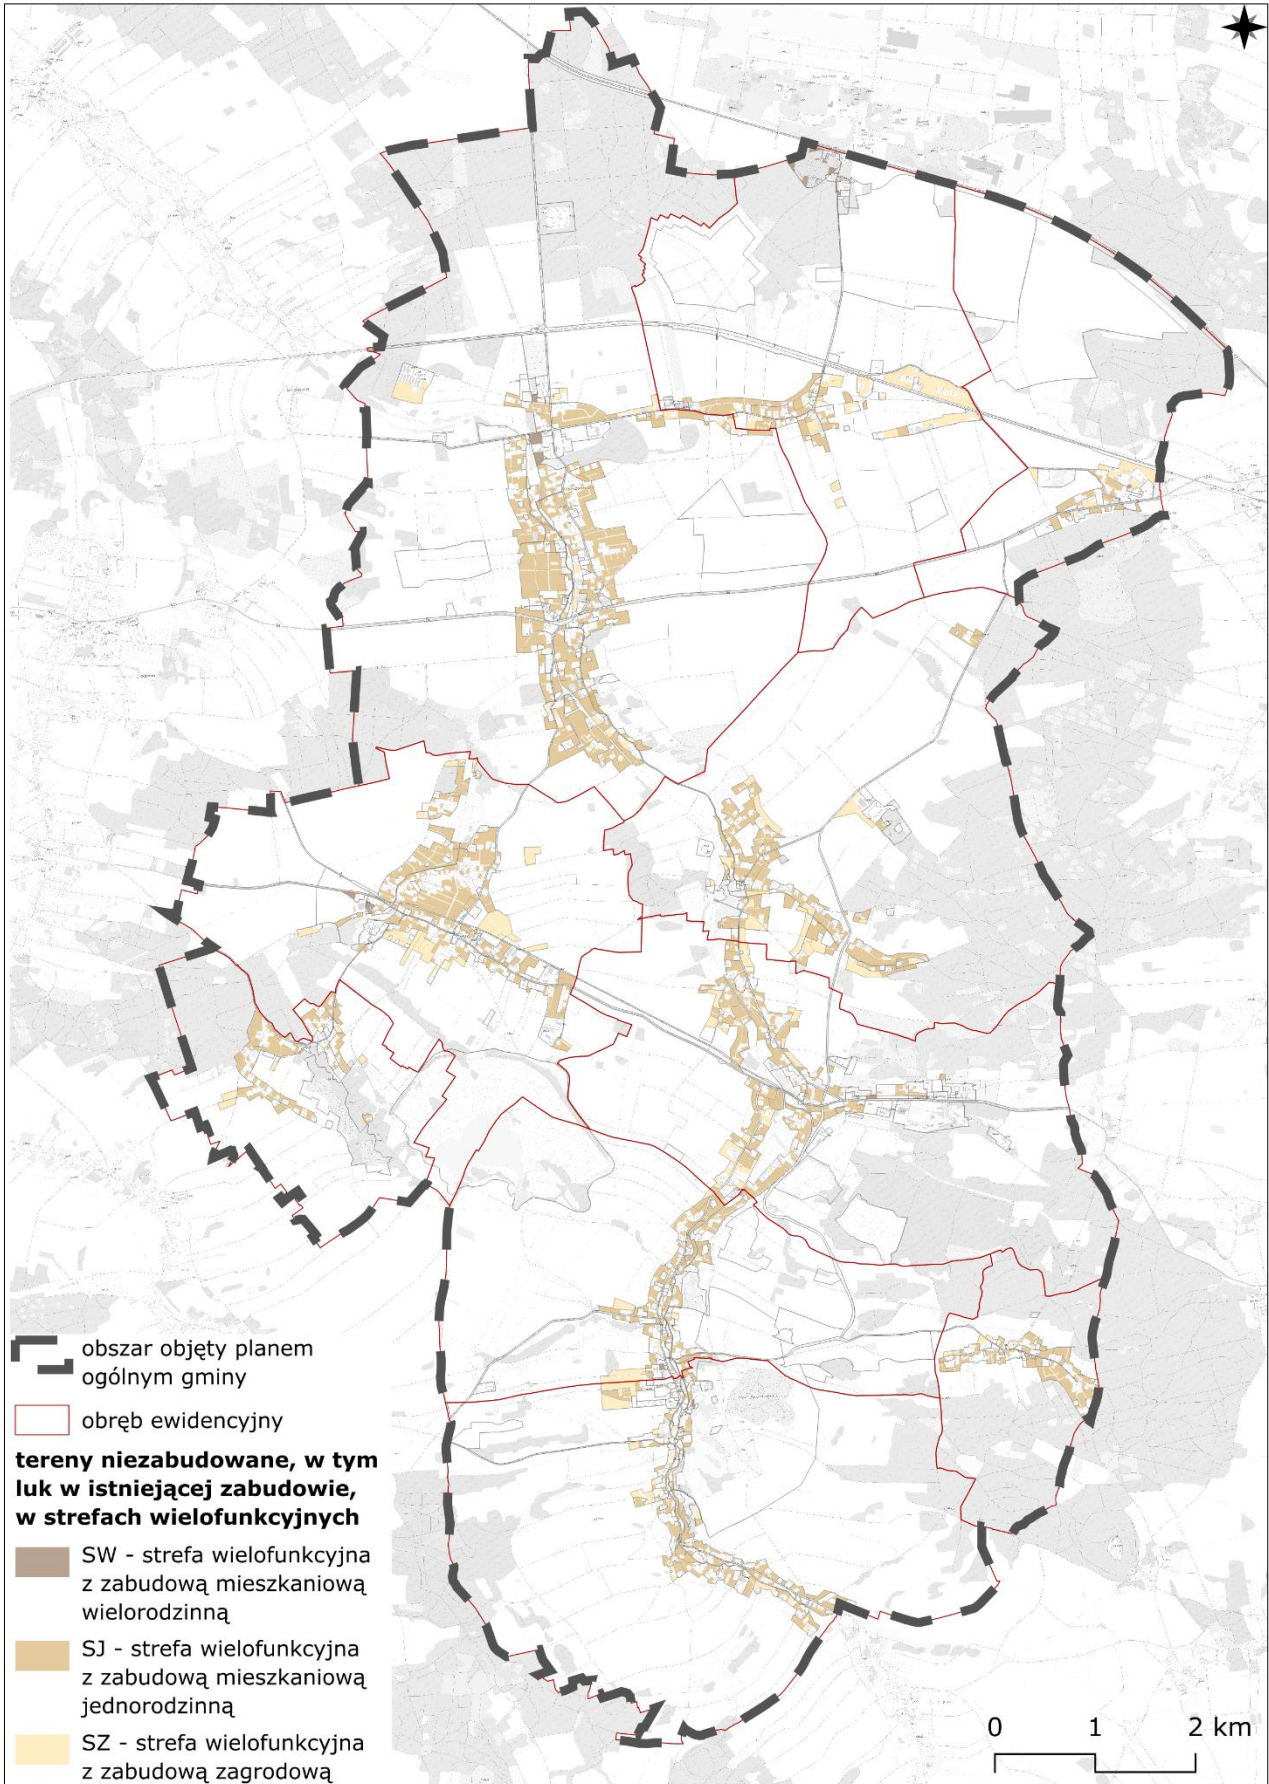 obszar objęty planem
ogólnym gminy
obręb ewidencyjny
tereny niezabudowane, w tym
luk w istniejącej zabudowie,
w strefach wielofunkcyjnych
SW - strefa wielofunkcyjna
z zabudową mieszkaniową
wielorodzinną
SJ - strefa wielofunkcyjna
z zabudową mieszkaniową
jednorodzinną
SZ - strefa wielofunkcyjna
z zabudową zagrodową
0 1 2 km